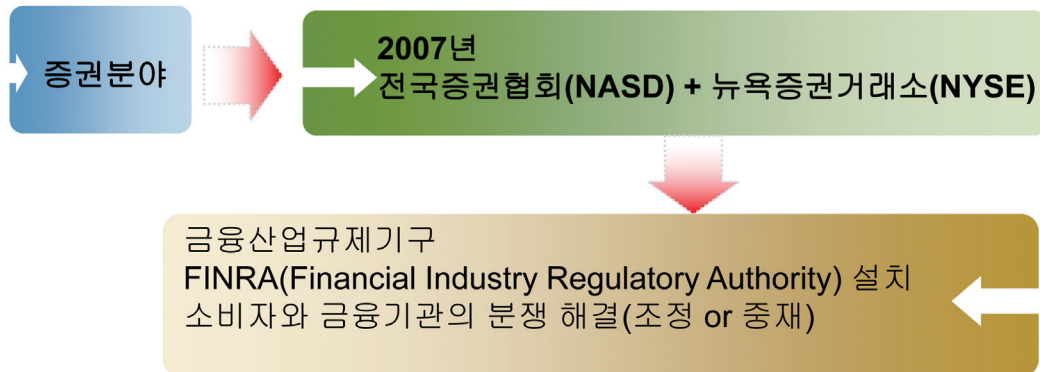 증권분야
2007년
전국증권협회(NASD) + 뉴욕증권거래소(NYSE)
금융산업규제기구
FINRA(Financial Industry Regulatory Authority) 설치
소비자와 금융기관의 분쟁 해결(조정 or 중재)